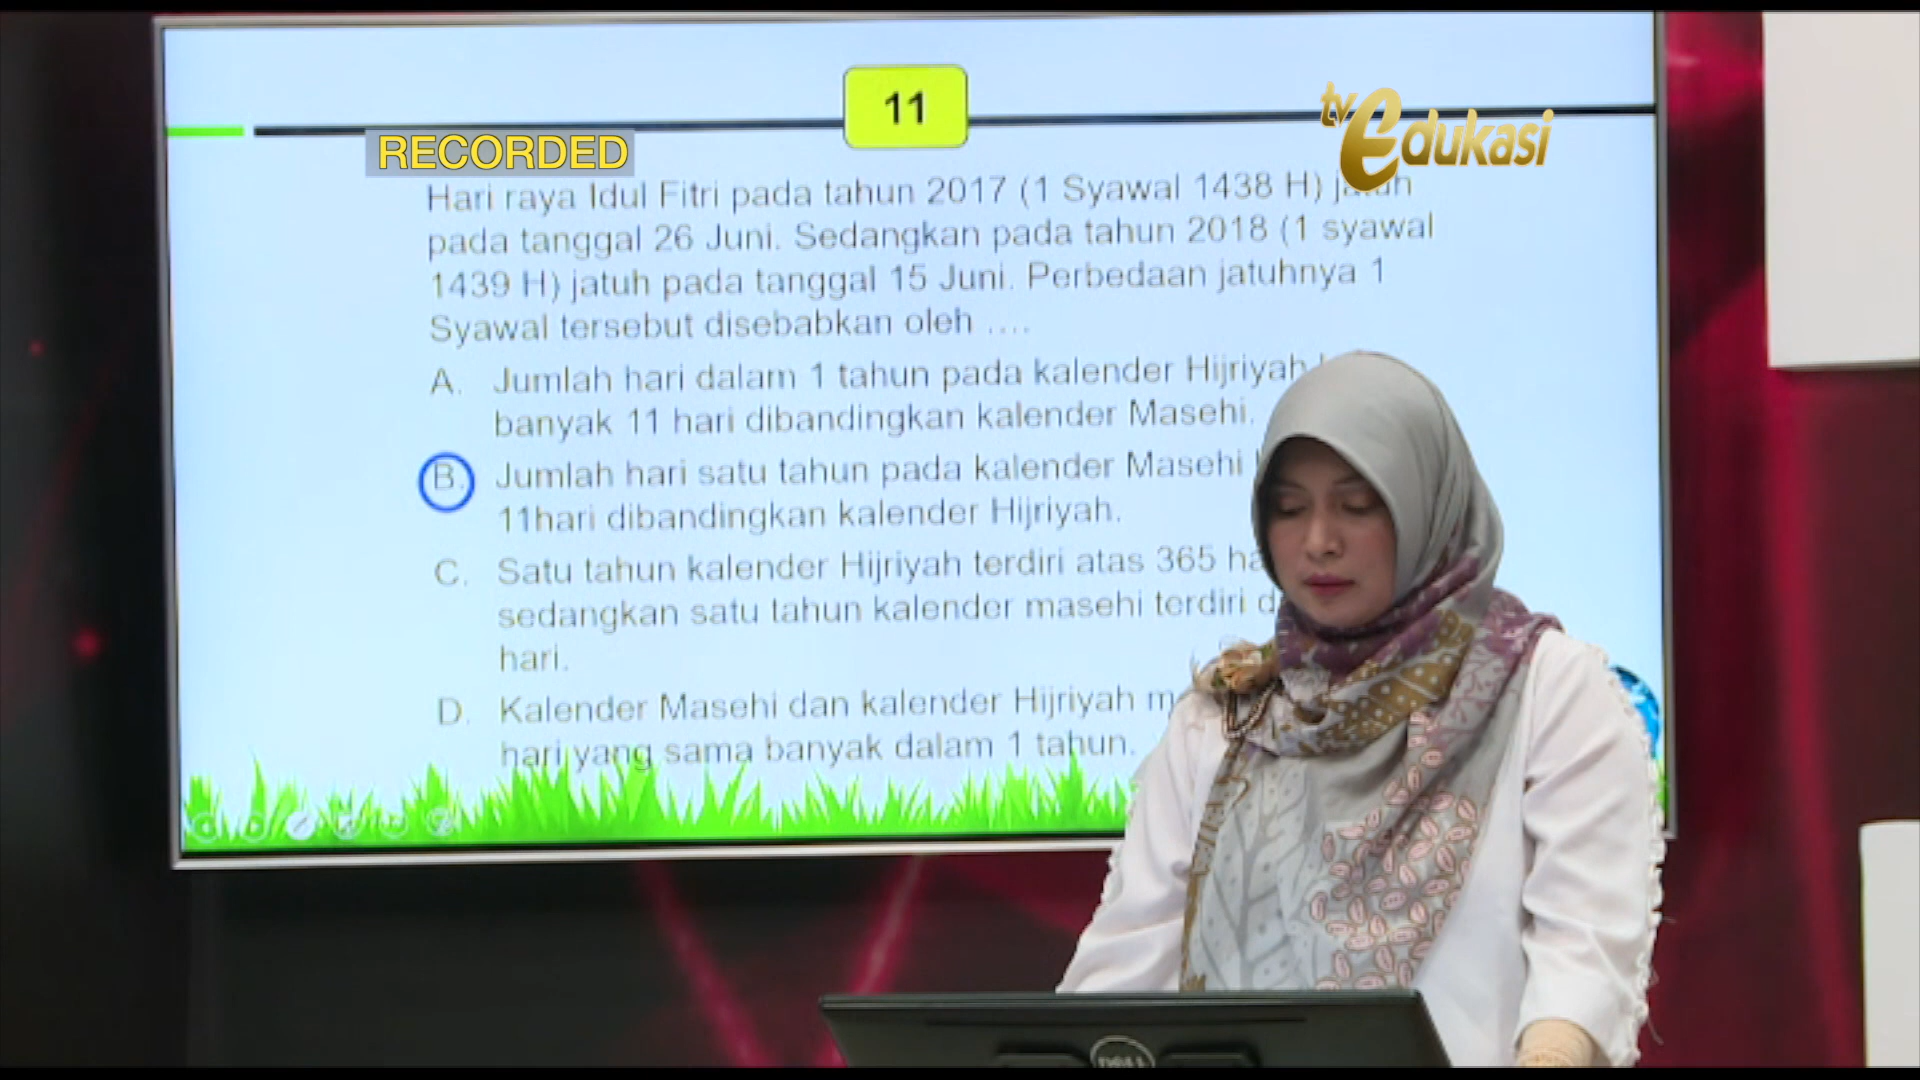 11
tv Edukasi
RECORDED
Hari raya Idul Fitri pada tahun 2017 (1 Syawal 1438 H)
pada tanggal 26 Juni. Sedangkan pada tahun 2018 (1 syawal
1439 H) jatuh pada tanggal 15 Juni. Perbedaan jatuhnya 1
Syawal tersebut disebabkan oleh ....
A. Jumlah hari dalam 1 tahun pada kalender Hijriyah
banyak 11 hari dibandingkan kalender Masehi.
B. Jumlah hari satu tahun pada kalender Masehi
11hari dibandingkan kalender Hijriyah.
C. Satu tahun kalender Hijriyah terdiri atas 365
sedangkan satu tahun kalender masehi terdiri
hari.
D. Kalender Masehi dan kalender Hijriyah
hari yang sama banyak dalam 1 tahun.
DELL